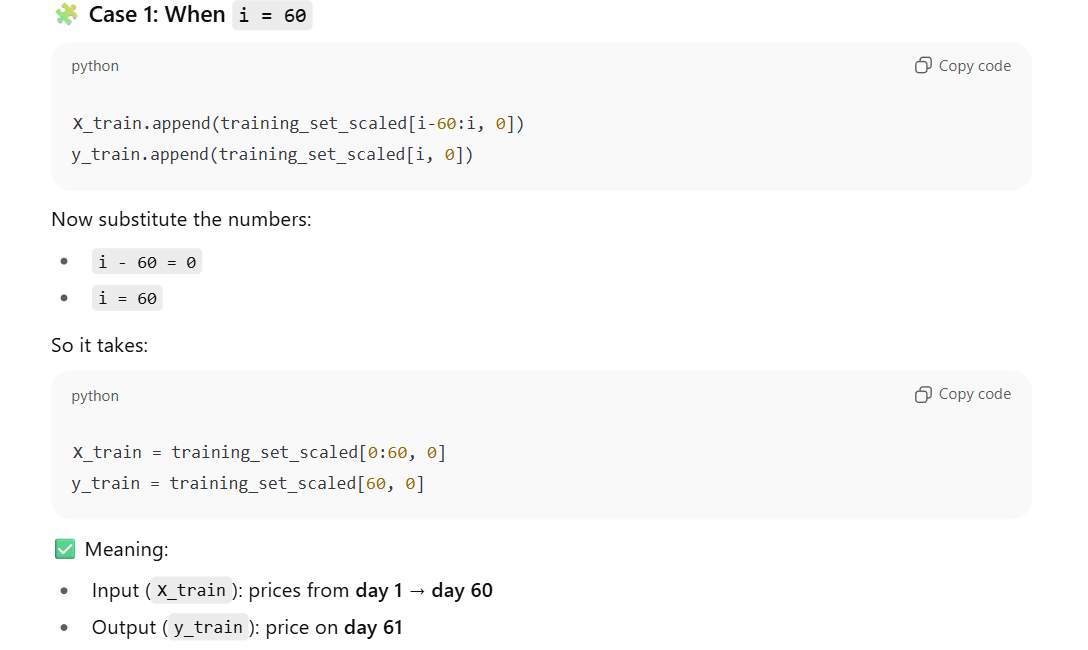 🧩 Case 1: When i = 60
python
Copy code
X_train.append(training_set_scaled[i-60:i, 0])
y_train.append(training_set_scaled[i, 0])
Now substitute the numbers:
• i - 60 = 0
• i = 60
So it takes:
python
Copy code
X_train = training_set_scaled[0:60, 0]
y_train = training_set_scaled[60, 0]
✅ Meaning:
• Input (X_train): prices from day 1 → day 60
• Output (y_train): price on day 61